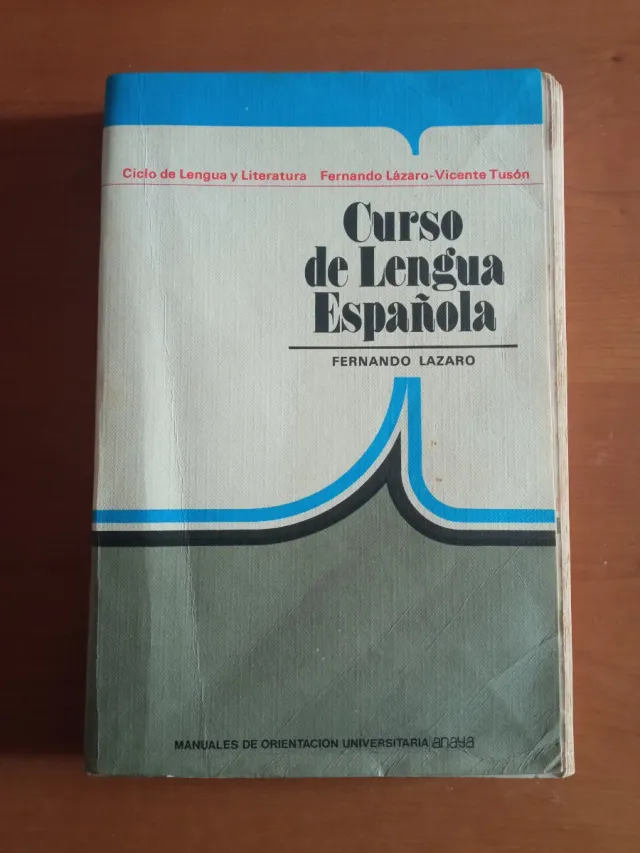 Ciclo de Lengua y Literatura Fernando Lázaro-Vicente Tusón
Curso
de Lengua
Española
FERNANDO LAZARO
MANUALES DE ORIENTACION UNIVERSITARIA anaya